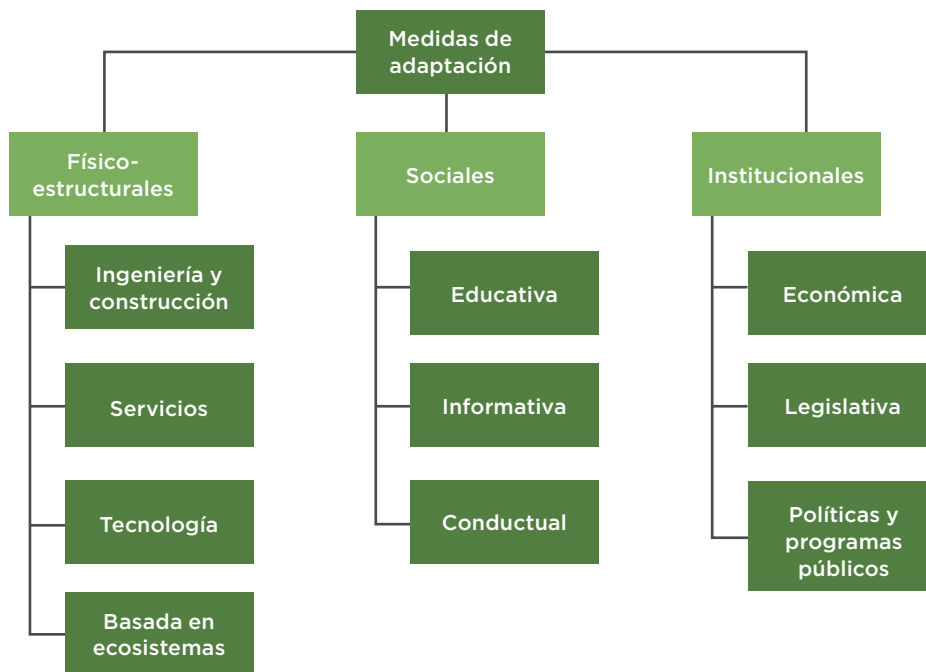 Medidas de
adaptación
Físico-
estructurales
Ingeniería y
construcción
Servicios
Tecnología
Basada en
ecosistemas
Sociales
Educativa
Informativa
Conductual
Institucionales
Económica
Legislativa
Políticas y
programas
públicos